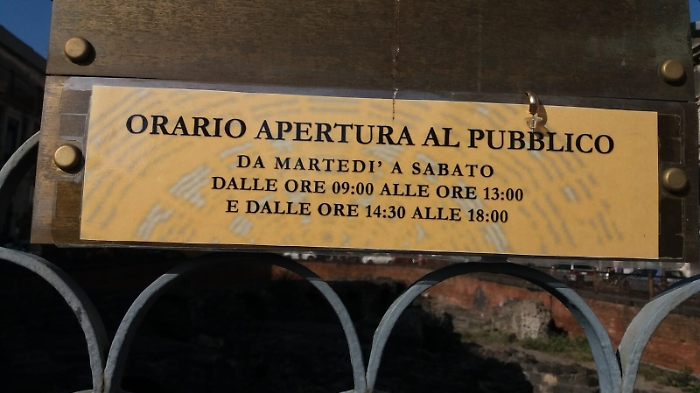 ORARIO APERTURA AL PUBBLICO
DA MARTEDI' A SABATO
DALLE ORE 09:00 ALLE ORE 13:00
E DALLE ORE 14:30 ALLE 18:00